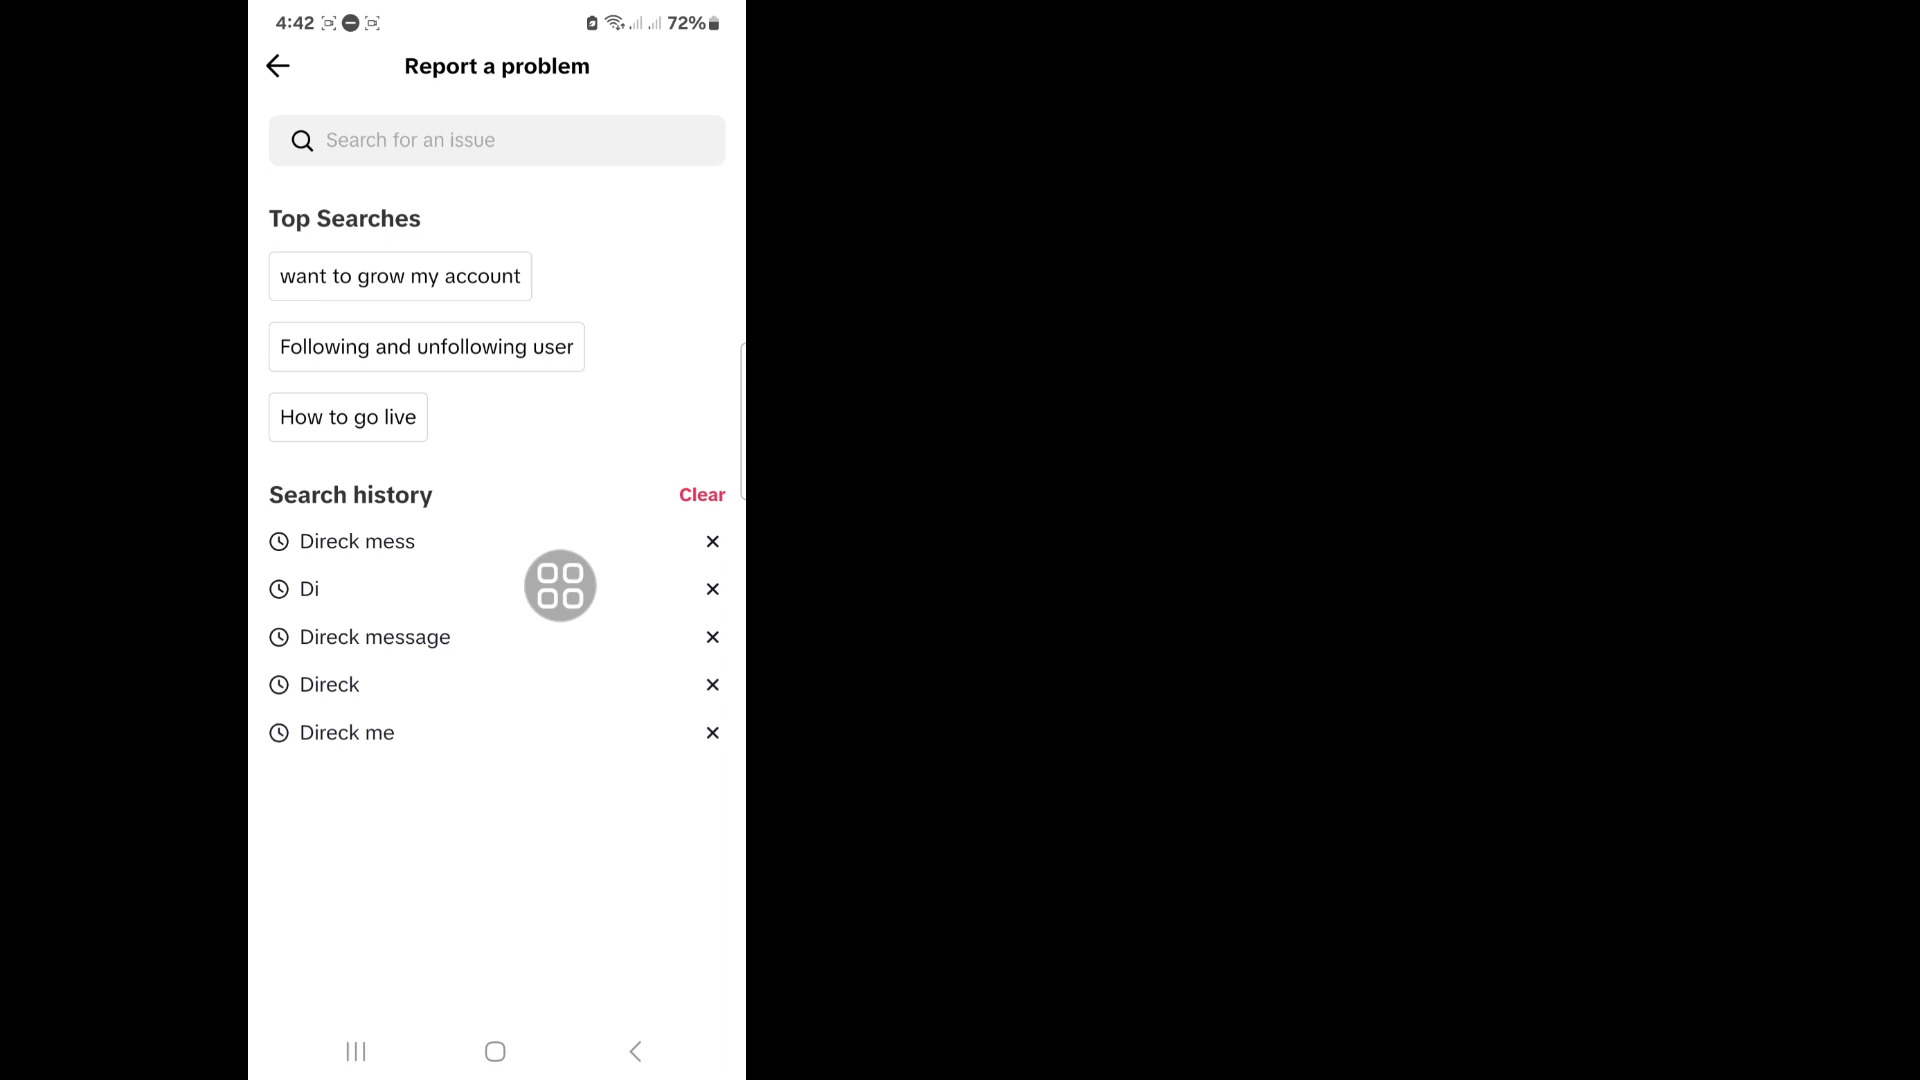 4:42 72%
Report a problem
Search for an issue
Top Searches
want to grow my account
Following and unfollowing user
How to go live
Search history Clear
Direck mess
Di
Direck message
Direck
Direck me